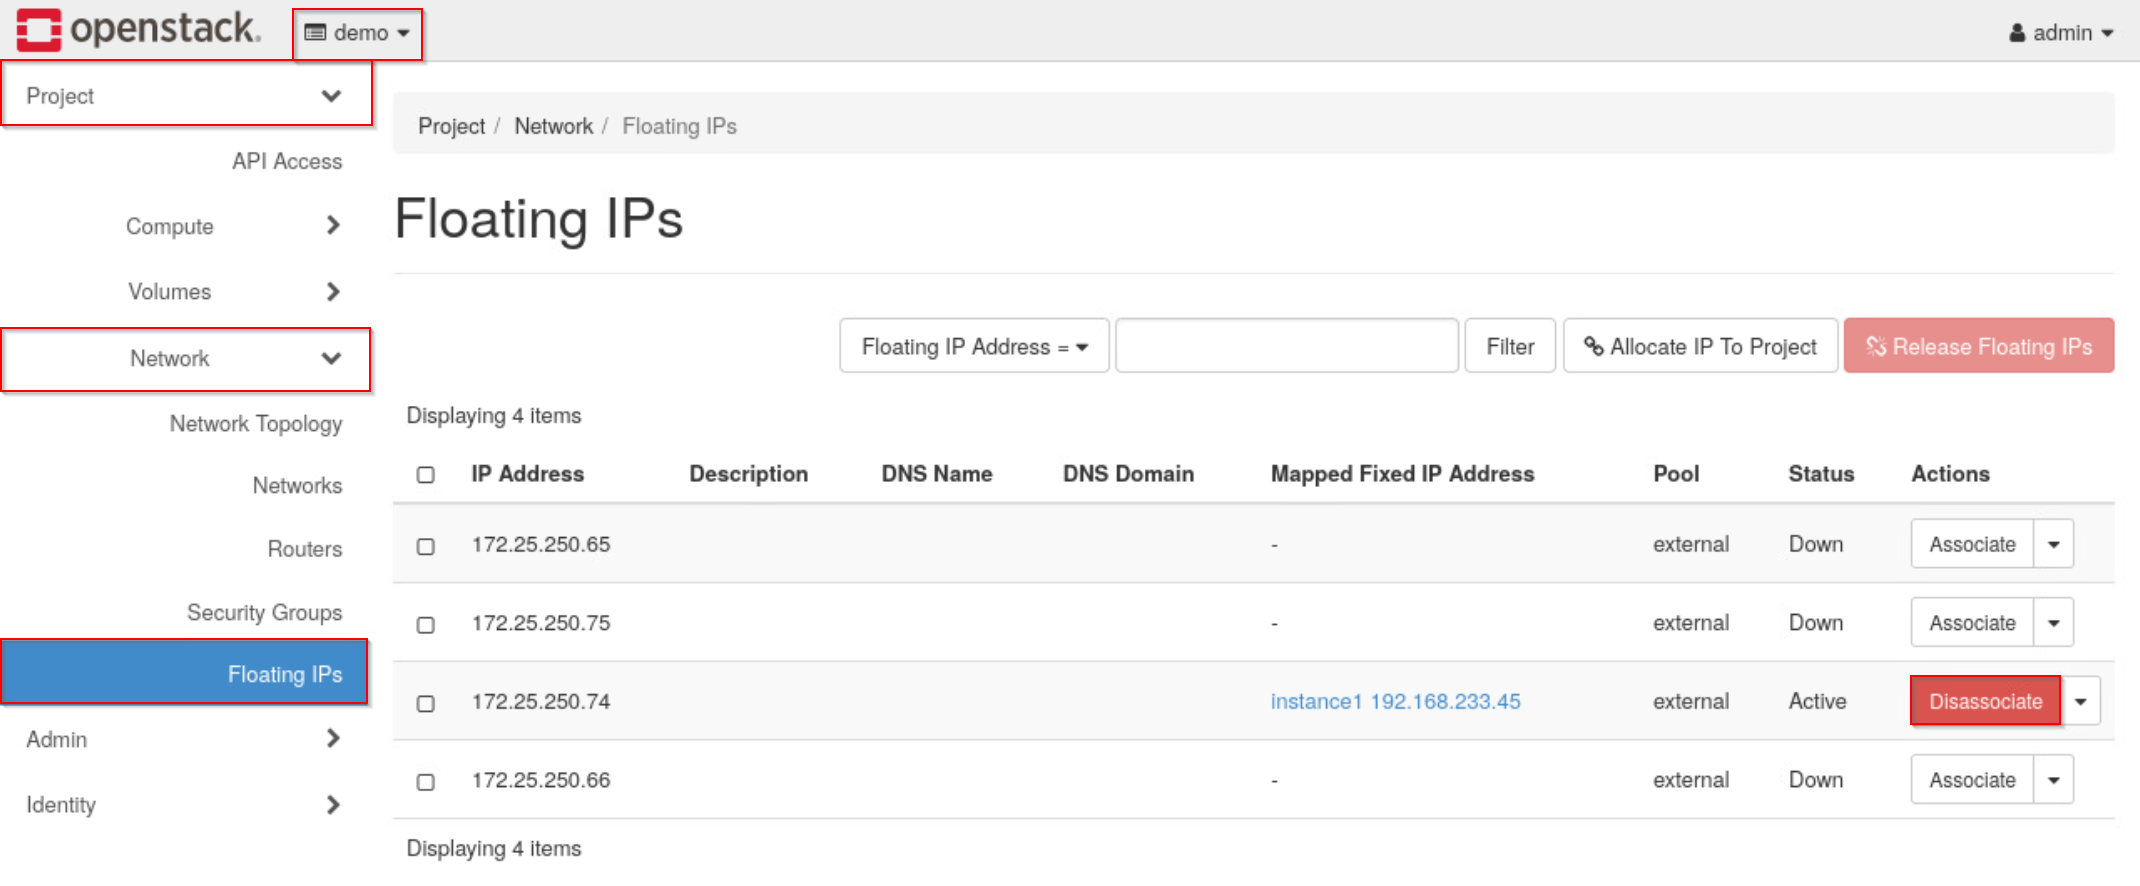 openstack. demo admin
Project
Project / Network / Floating IPs
API Access
Compute
Volumes
Network
Network Topology
Networks
Routers
Security Groups
Floating IPs
Admin
Identity
Floating IPs
Floating IP Address = Filter Allocate IP To Project Release Floating IPs
Displaying 4 items
IP Address Description DNS Name DNS Domain Mapped Fixed IP Address Pool Status Actions
172.25.250.65 - external Down Associate
172.25.250.75 - external Down Associate
172.25.250.74 instance1 192.168.233.45 external Active Disassociate
172.25.250.66 - external Down Associate
Displaying 4 items